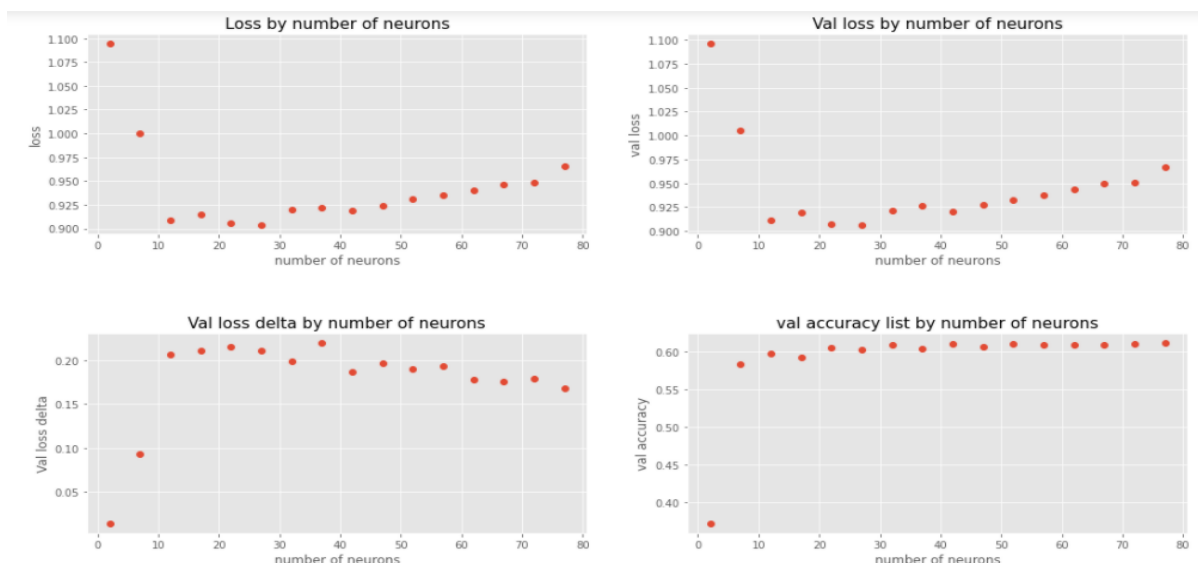 Loss by number of neurons
1.100
1.075
1.050
1.025
1.000
0.975
0.950
0.925
0.900
loss
0 10 20 30 40 50 60 70 80
number of neurons
Val loss by number of neurons
1.100
1.075
1.050
1.025
1.000
0.975
0.950
0.925
0.900
val loss
0 10 20 30 40 50 60 70 80
number of neurons
Val loss delta by number of neurons
0.20
0.15
0.10
0.05
Val loss delta
0 10 20 30 40 50 60 70 80
number of neurons
val accuracy list by number of neurons
0.60
0.55
0.50
0.45
0.40
val accuracy
0 10 20 30 40 50 60 70 80
number of neurons